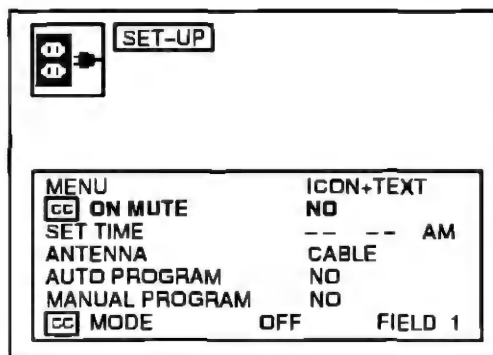 SET-UP
MENU ICON+TEXT
CC ON MUTE NO
SET TIME -- -- AM
ANTENNA CABLE
AUTO PROGRAM NO
MANUAL PROGRAM NO
CC MODE OFF FIELD 1